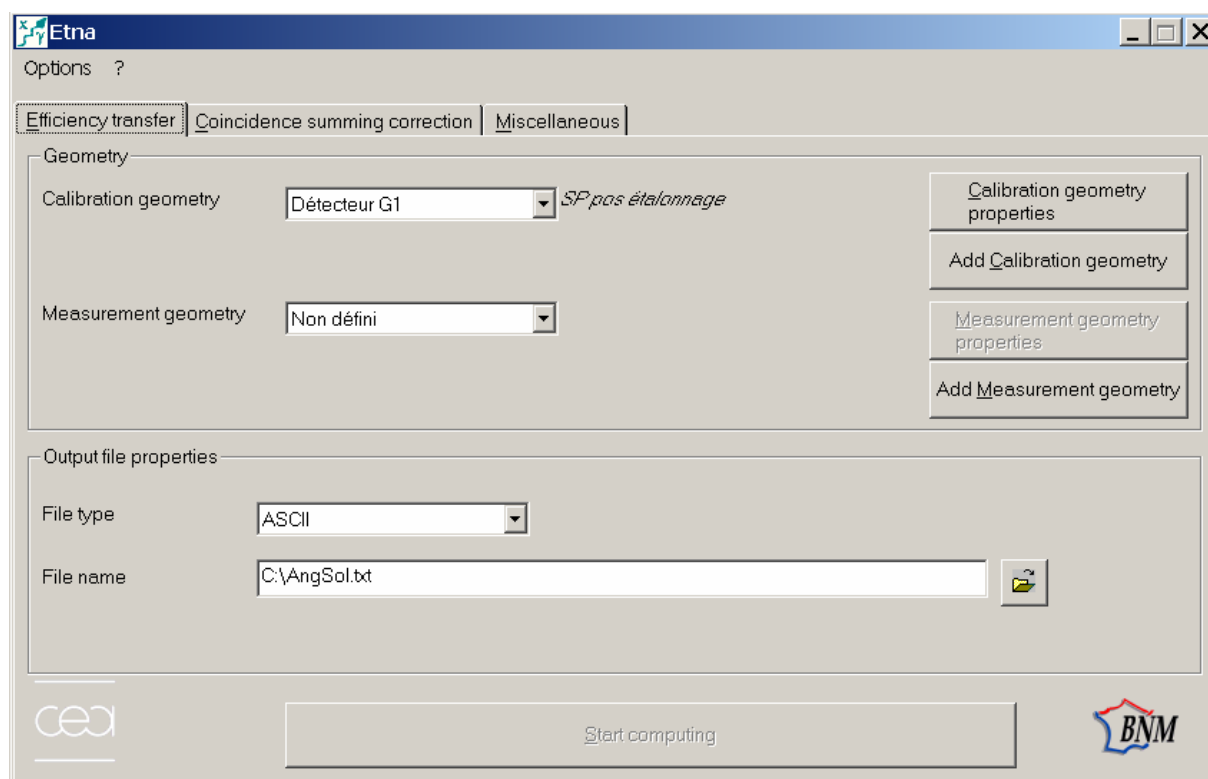 Etna
Options ?
Efficiency transfer Coincidence summing correction Miscellaneous
Geometry
Calibration geometry Détecteur G1 SP pos étalonnage
Calibration geometry
properties
Add Calibration geometry
Measurement geometry Non défini
Measurement geometry
properties
Add Measurement geometry
Output file properties
File type ASCII
File name C:\AngSol.txt
cea Start computing BNM